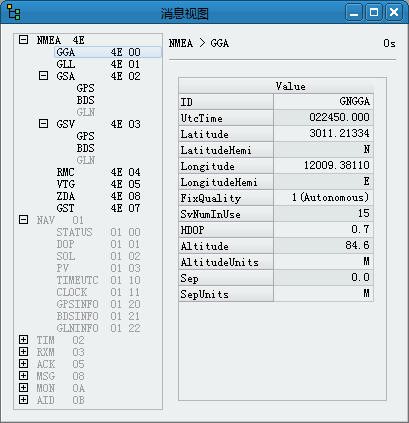 消息视图
NMEA 4E
GGA 4E 00
GLL 4E 01
GSA 4E 02
GPS
BDS
GLN
GSV 4E 03
GPS
BDS
GLN
RMC 4E 04
VTG 4E 05
ZDA 4E 08
GST 4E 07
NAV 01
STATUS 01 00
DOP 01 01
SOL 01 02
PV 01 03
TIMEUTC 01 10
CLOCK 01 11
GPSINFO 01 20
BDSINFO 01 21
GLNINFO 01 22
TIM 02
RXM 03
ACK 05
MSG 08
MON 0A
AID 0B
NMEA > GGA 0s
Value
ID GNGGA
UtcTime 022450.000
Latitude 3011.21334
LatitudeHemi N
Longitude 12009.38110
LongitudeHemi E
FixQuality 1(Autonomous)
SvNumInUse 15
HDOP 0.7
Altitude 84.6
AltitudeUnits M
Sep 0.0
SepUnits M